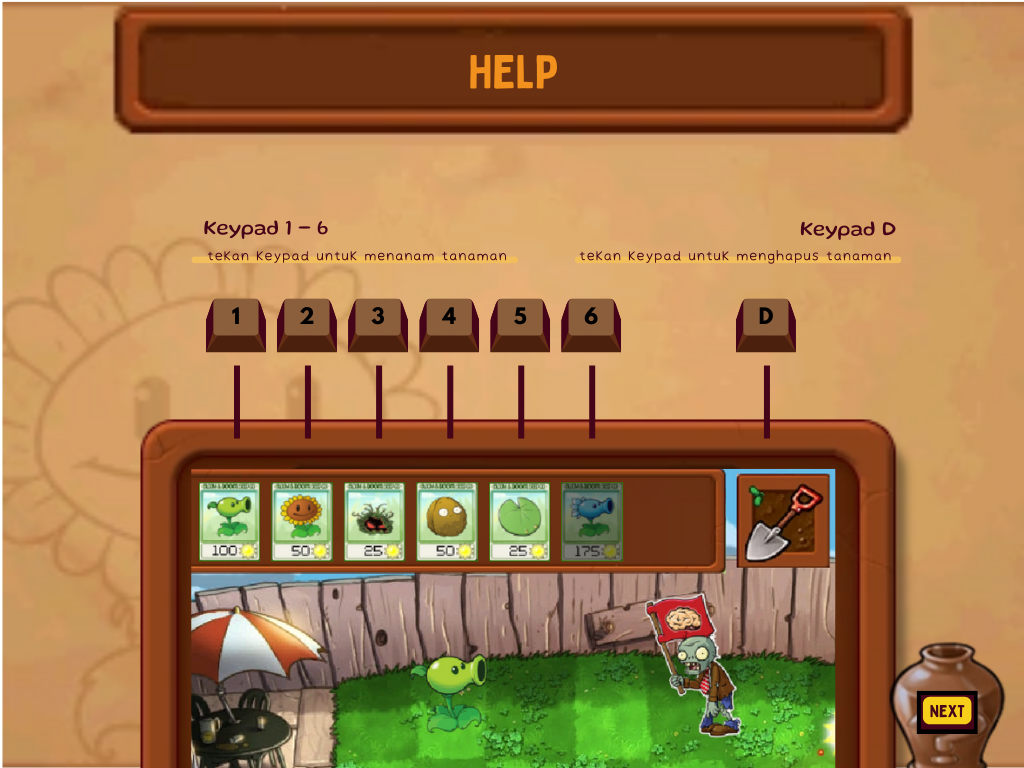 HELP
Keypad 1 - 6
Keypad D
tekan Keypad untuk menanam tanaman
tekan Keypad untuk menghapus tanaman
1 2 3 4 5 6 D
100 50 25 50 25 175
NEXT